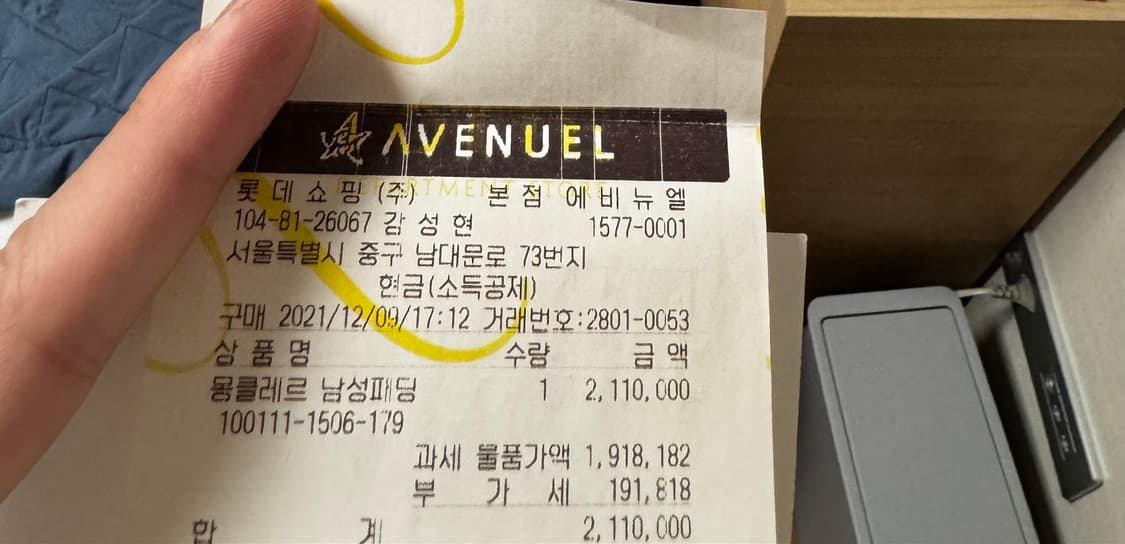 AVENUEL
DEPARTMENT STORE
롯데쇼핑(주) 본점 에비뉴엘
104-81-26067 감성현 1577-0001
서울특별시 중구 남대문로 73번지
현금(소득공제)
구매 2021/12/09/17:12 거래번호:2801-0053
상품명 수량 금액
몽클레르 남성패딩 1 2,110,000
100111-1506-179
과세 물품가액 1,918,182
부가세 191,818
합계 2,110,000